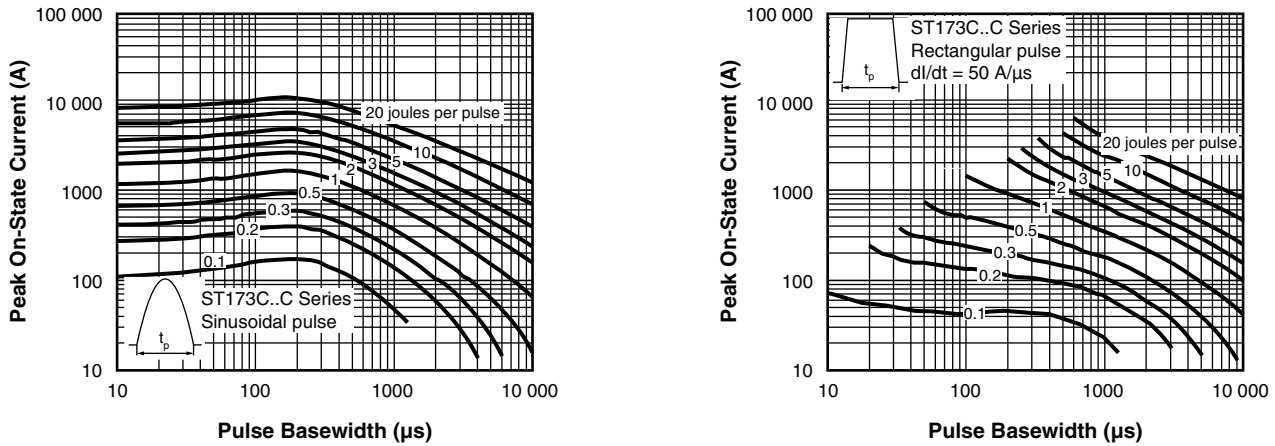 Peak On-State Current (A)
100 000
10 000
1000
100
10
20 joules per pulse
10
5
3
2
1
0.5
0.3
0.2
0.1
ST173C..C Series
Sinusoidal pulse
tp
10
100
1000
10 000
Pulse Basewidth (µs)
Peak On-State Current (A)
100 000
10 000
1000
100
10
tp
ST173C..C Series
Rectangular pulse
dI/dt = 50 A/µs
20 joules per pulse
10
5
3
2
1
0.5
0.3
0.2
0.1
10
100
1000
10 000
Pulse Basewidth (µs)